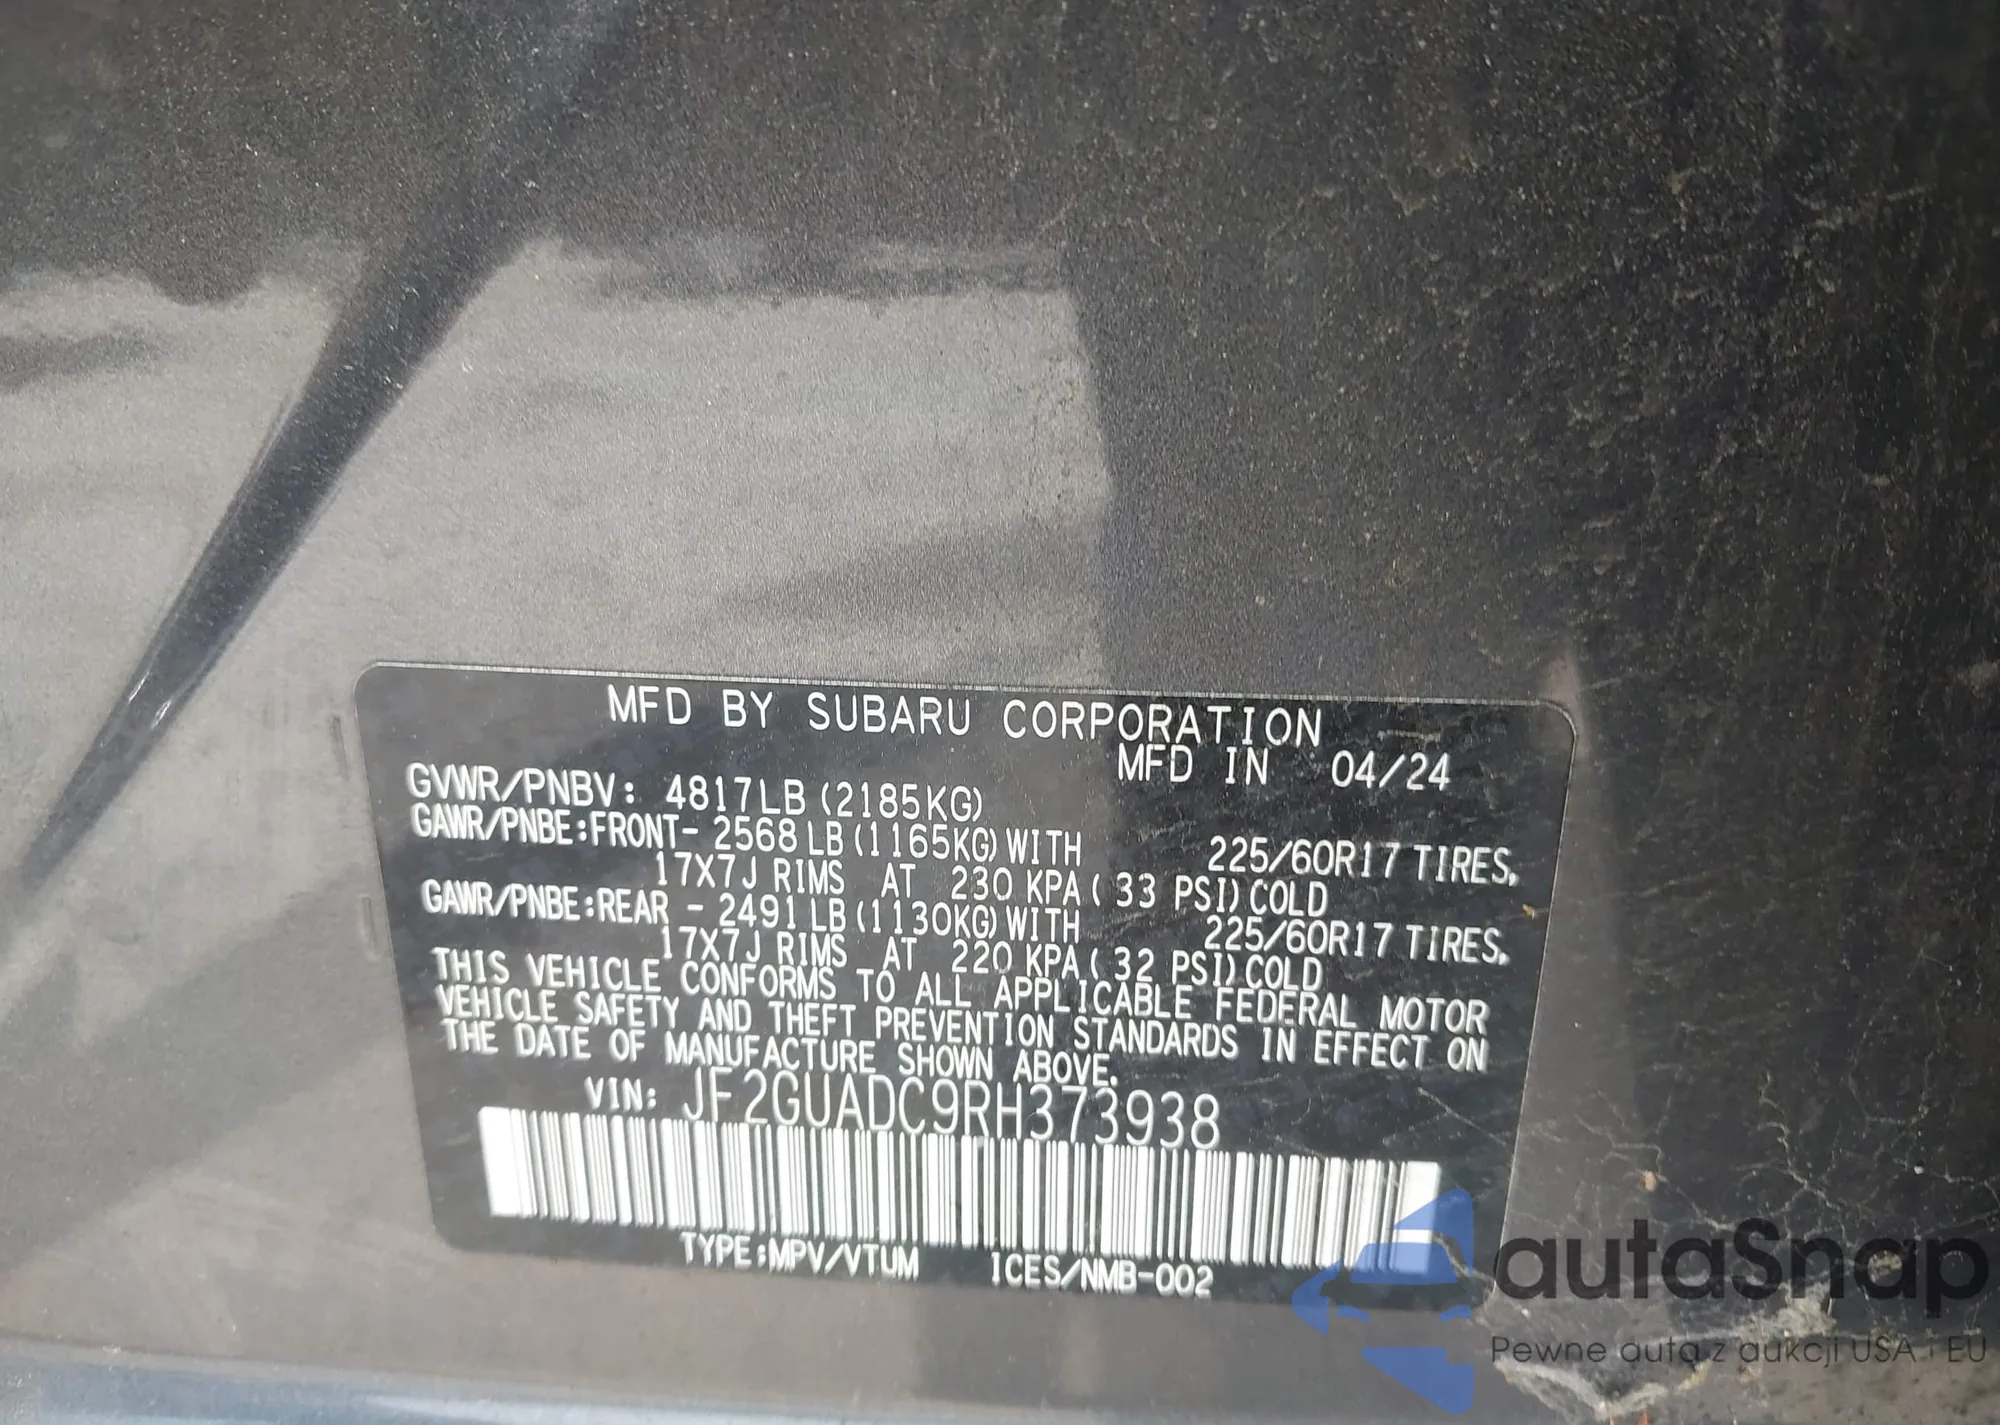 MFD BY SUBARU CORPORATION
MFD IN 04/24
GVWR/PNBV: 4817LB (2185KG)
GAWR/PNBE:FRONT- 2568 LB (1165KG) WITH 225/60R17 TIRES,
17X7J RIMS AT 230 KPA ( 33 PSI) COLD
GAWR/PNBE:REAR - 2491 LB (1130KG) WITH 225/60R17 TIRES,
17X7J RIMS AT 220 KPA ( 32 PSI) COLD
THIS VEHICLE CONFORMS TO ALL APPLICABLE FEDERAL MOTOR
VEHICLE SAFETY AND THEFT PREVENTION STANDARDS IN EFFECT ON
THE DATE OF MANUFACTURE SHOWN ABOVE.
VIN: JF2GUADC9RH373938
TYPE:MPV/VTUM ICES/NMB-002
autaSnap
Pewne auta z aukcji USA i EU